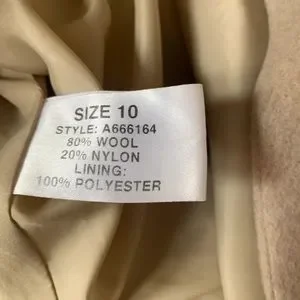 SIZE 10
STYLE: A666164
80% WOOL
20% NYLON
LINING:
100% POLYESTER